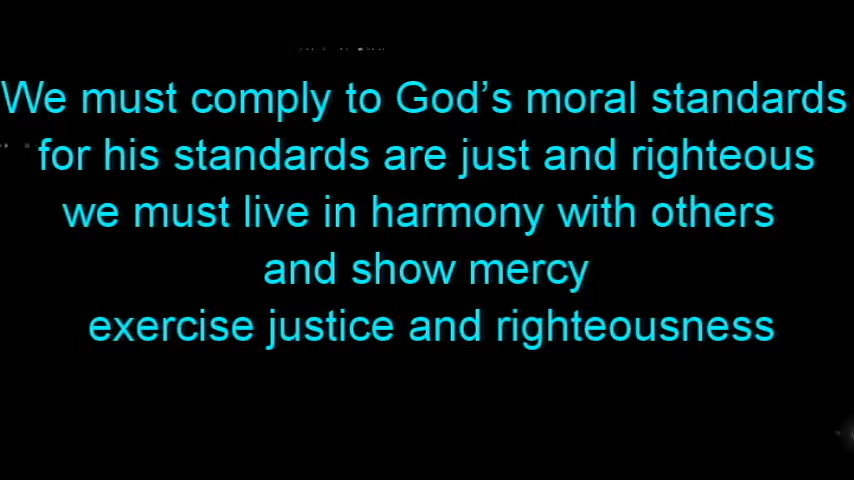 We must comply to God’s moral standards
for his standards are just and righteous
we must live in harmony with others
and show mercy
exercise justice and righteousness